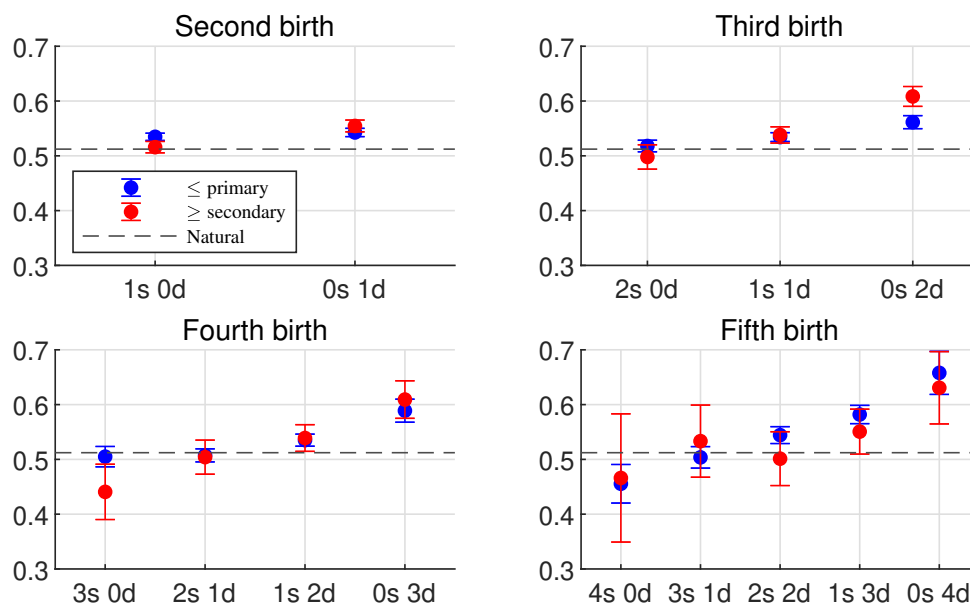 Second birth
0.7
0.6
0.5
0.4
0.3
≤ primary
≥ secondary
Natural
1s 0d 0s 1d
Third birth
0.7
0.6
0.5
0.4
0.3
2s 0d 1s 1d 0s 2d
Fourth birth
0.7
0.6
0.5
0.4
0.3
3s 0d 2s 1d 1s 2d 0s 3d
Fifth birth
0.7
0.6
0.5
0.4
0.3
4s 0d 3s 1d 2s 2d 1s 3d 0s 4d